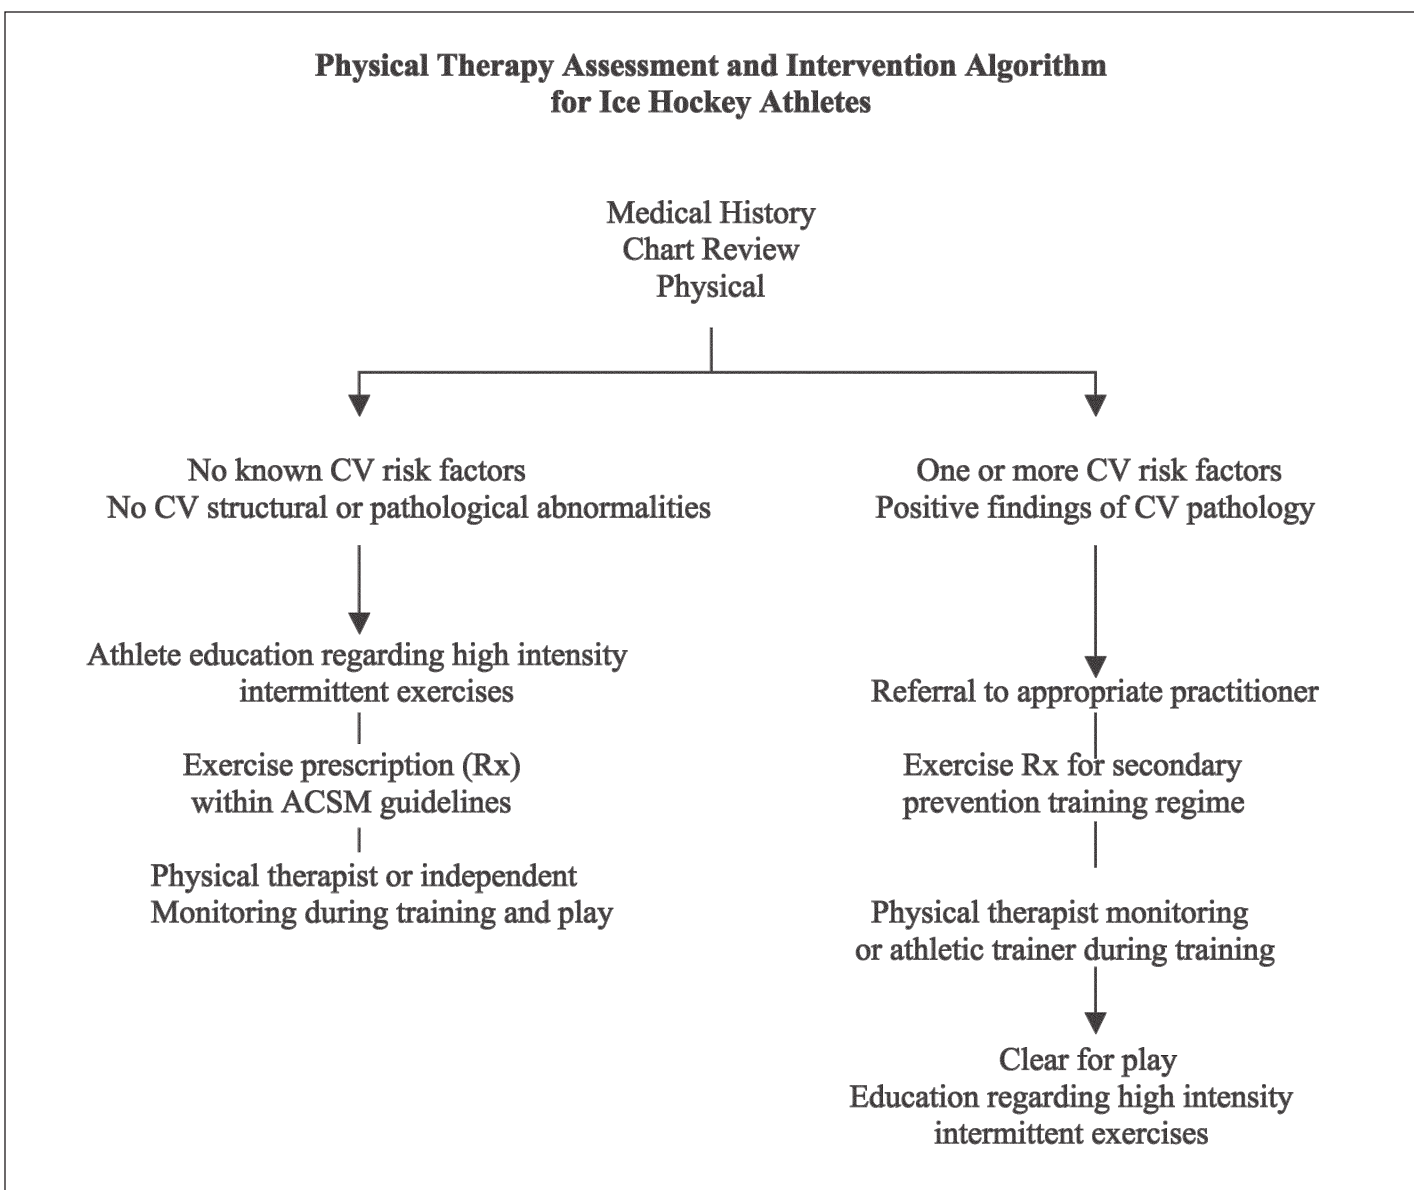 Physical Therapy Assessment and Intervention Algorithm
for Ice Hockey Athletes
Medical History
Chart Review
Physical
No known CV risk factors
No CV structural or pathological abnormalities
One or more CV risk factors
Positive findings of CV pathology
Athlete education regarding high intensity
intermittent exercises
Exercise prescription (Rx)
within ACSM guidelines
Physical therapist or independent
Monitoring during training and play
Referral to appropriate practitioner
Exercise Rx for secondary
prevention training regime
Physical therapist monitoring
or athletic trainer during training
Clear for play
Education regarding high intensity
intermittent exercises